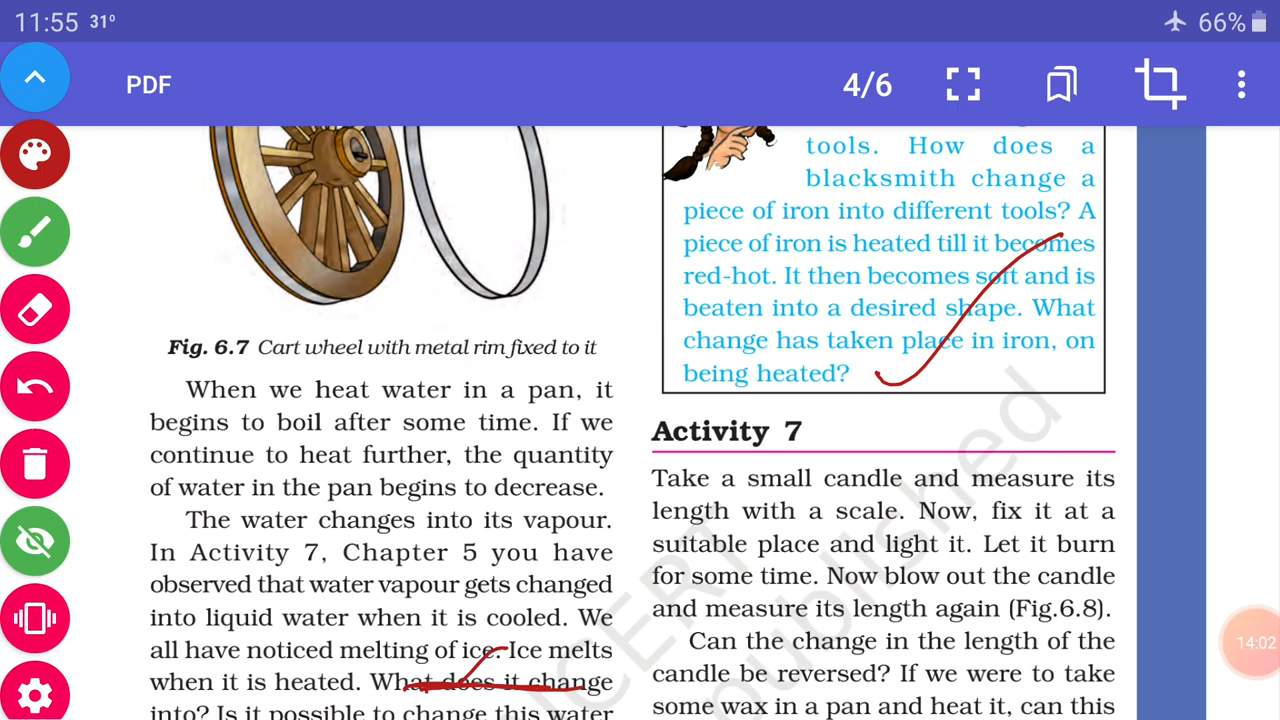 11:55 31°
66%
PDF
4/6
Fig. 6.7 Cart wheel with metal rim fixed to it
When we heat water in a pan, it
begins to boil after some time. If we
continue to heat further, the quantity
of water in the pan begins to decrease.
The water changes into its vapour.
In Activity 7, Chapter 5 you have
observed that water vapour gets changed
into liquid water when it is cooled. We
all have noticed melting of ice. Ice melts
when it is heated. What does it change
into? Is it possible to change this water
tools. How does a
blacksmith change a
piece of iron into different tools? A
piece of iron is heated till it becomes
red-hot. It then becomes soft and is
beaten into a desired shape. What
change has taken place in iron, on
being heated?
Activity 7
Take a small candle and measure its
length with a scale. Now, fix it at a
suitable place and light it. Let it burn
for some time. Now blow out the candle
and measure its length again (Fig.6.8).
Can the change in the length of the
candle be reversed? If we were to take
some wax in a pan and heat it, can this
14:02